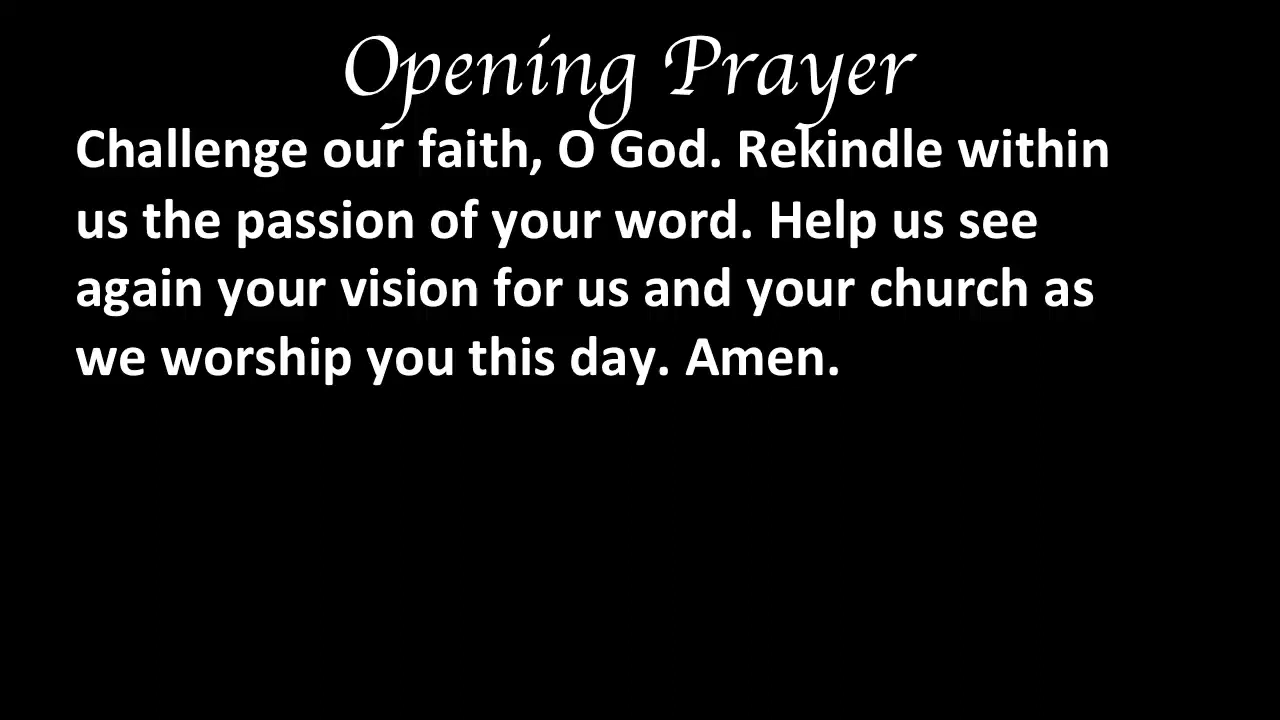 Opening Prayer
Challenge our faith, O God. Rekindle within
us the passion of your word. Help us see
again your vision for us and your church as
we worship you this day. Amen.